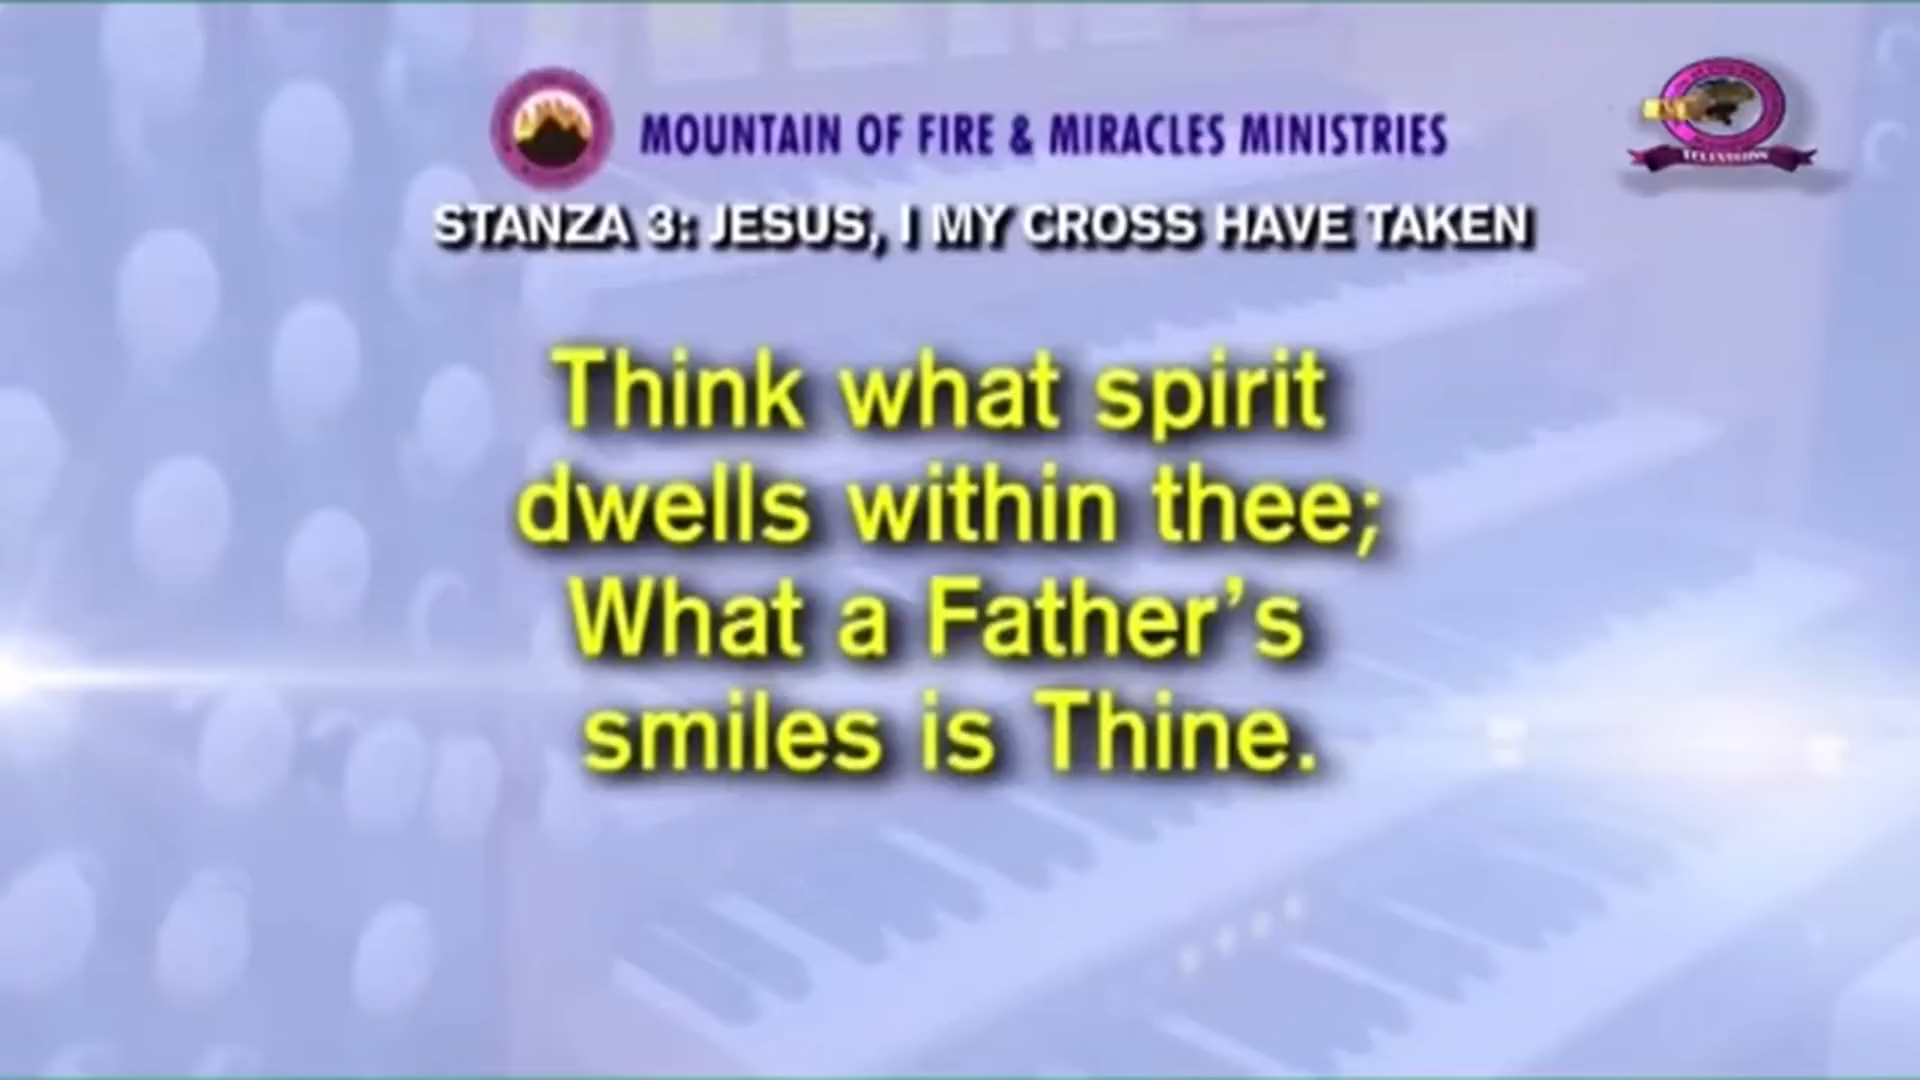 MOUNTAIN OF FIRE & MIRACLES MINISTRIES
TELEVISION
STANZA 3: JESUS, I MY CROSS HAVE TAKEN
Think what spirit
dwells within thee;
What a Father’s
smiles is Thine.